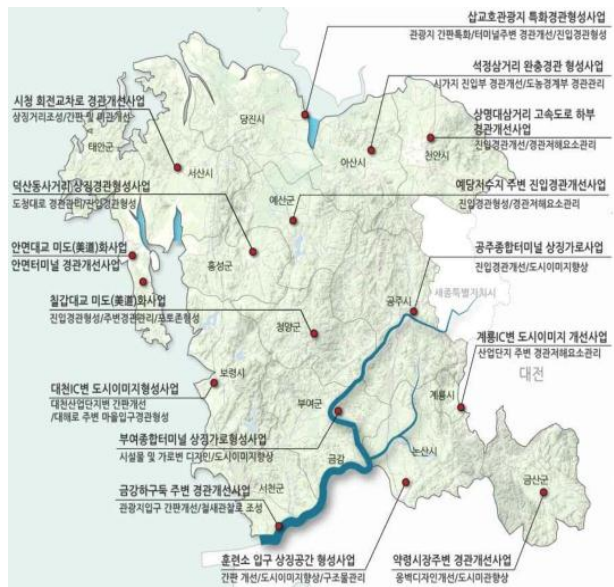 삽교호관광지 특화경관형성사업
관광지 간판특화/터미널주변 경관개선/진입경관형성
석정삼거리 완충경관 형성사업
시가지 진입부 경관개선/도농경계부 경관관리
시청 회전교차로 경관개선사업
상징거리조성/간판 및 미관개선
상명대삼거리 고속도로 하부
경관개선사업
진입경관개선/경관저해요소관리
당진시
태안군
서산시
아산시
천안시
덕산동사거리 상징경관형성사업
도청대로 경관관리/진입경관형성
예당저수지 주변 진입경관개선사업
진입경관형성/경관저해요소관리
예산군
안면대교 미도(美道)화사업
안면터미널 경관개선사업
홍성군
공주종합터미널 상징가로사업
진입경관개선/도시이미지향상
칠갑대교 미도(美道)화사업
진입경관형성/주변경관관리/포토존형성
공주시
세종특별자치시
청양군
계룡IC변 도시이미지 개선사업
산업단지 주변 경관저해요소관리
대전
보령시
대천IC변 도시이미지형성사업
대천산업단지변 간판개선
/대해로 주변 마을입구경관형성
부여군
계룡시
부여종합터미널 상징가로형성사업
시설물 및 가로변 디자인/도시이미지향상
논산시
금강
금강하구둑 주변 경관개선사업
관광지입구 간판개선/철새관찰로 조성
서천군
금산군
훈련소 입구 상징공간 형성사업
간판 개선/도시이미지향상/구조물관리
약령시장주변 경관개선사업
옹벽디자인개선/도시미관향상